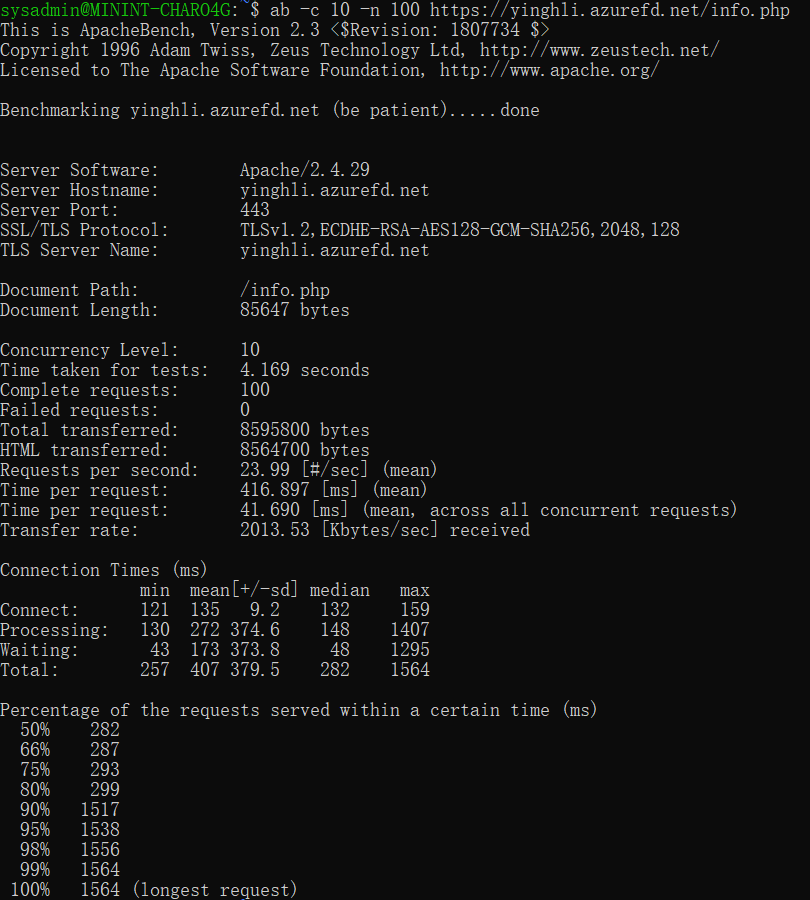 sysadmin@MININT-CHARO4G:~$ ab -c 10 -n 100 https://yinghli.azurefd.net/info.php
This is ApacheBench, Version 2.3 <$Revision: 1807734 $>
Copyright 1996 Adam Twiss, Zeus Technology Ltd, http://www.zeustech.net/
Licensed to The Apache Software Foundation, http://www.apache.org/

Benchmarking yinghli.azurefd.net (be patient).....done


Server Software:        Apache/2.4.29
Server Hostname:        yinghli.azurefd.net
Server Port:            443
SSL/TLS Protocol:       TLSv1.2,ECDHE-RSA-AES128-GCM-SHA256,2048,128
TLS Server Name:        yinghli.azurefd.net

Document Path:          /info.php
Document Length:        85647 bytes

Concurrency Level:      10
Time taken for tests:   4.169 seconds
Complete requests:      100
Failed requests:        0
Total transferred:      8595800 bytes
HTML transferred:       8564700 bytes
Requests per second:    23.99 [#/sec] (mean)
Time per request:       416.897 [ms] (mean)
Time per request:       41.690 [ms] (mean, across all concurrent requests)
Transfer rate:          2013.53 [Kbytes/sec] received

Connection Times (ms)
              min  mean[+/-sd] median   max
Connect:      121  135   9.2    132     159
Processing:   130  272 374.6    148    1407
Waiting:       43  173 373.8     48    1295
Total:        257  407 379.5    282    1564

Percentage of the requests served within a certain time (ms)
  50%    282
  66%    287
  75%    293
  80%    299
  90%   1517
  95%   1538
  98%   1556
  99%   1564
 100%   1564 (longest request)